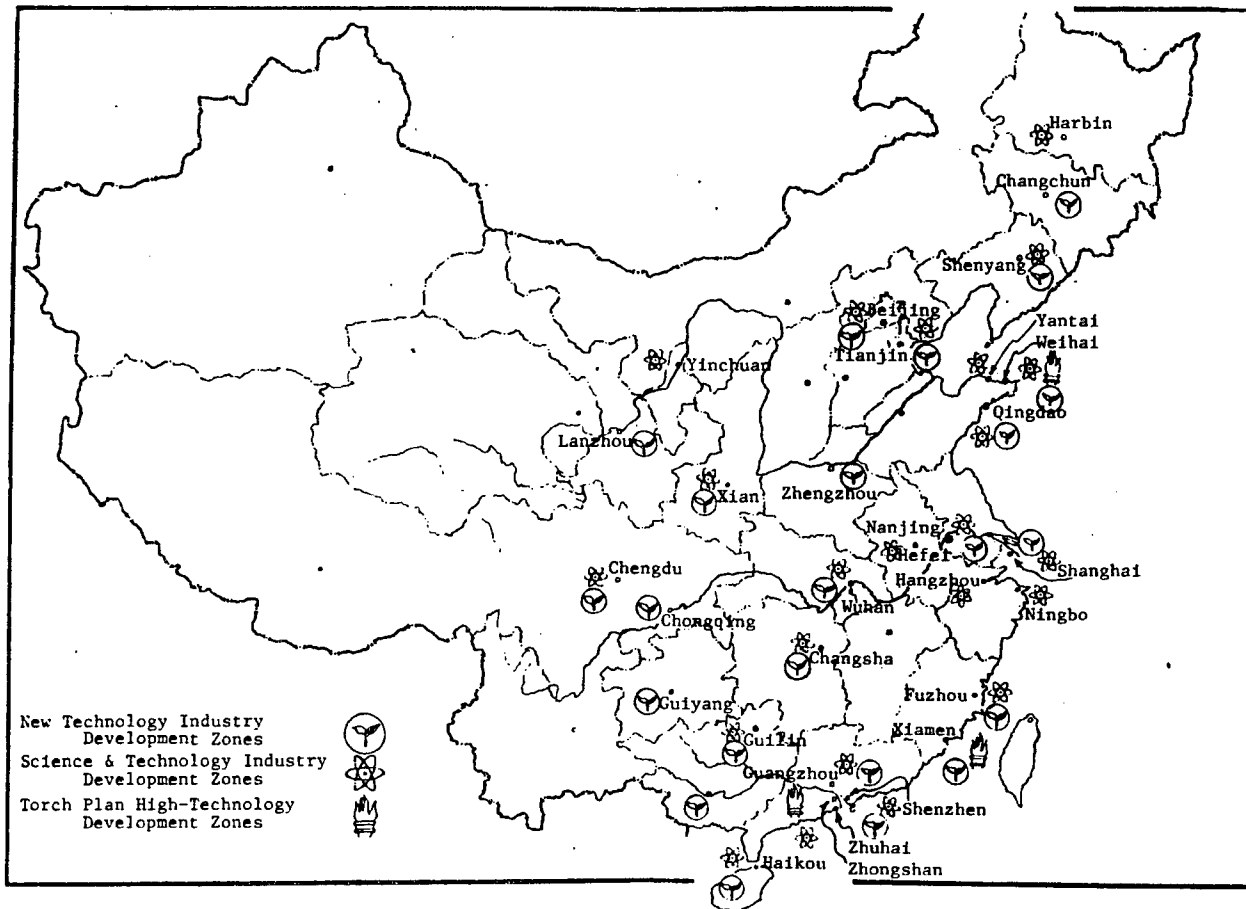 Harbin
Changchun
Shenyang
Beijing
Yantai
Weihai
Tianjin
Yinchuan
Qingdao
Lanzhou
Xian
Zhengzhou
Nanjing
Hefei
Shanghai
Hangzhou
Chengdu
Ningbo
Wuhan
Chongqing
Changsha
Fuzhou
Guiyang
Xiamen
Guilin
Guangzhou
Shenzhen
Zhuhai
Zhongshan
Haikou
New Technology Industry
Development Zones
Science & Technology Industry
Development Zones
Torch Plan High-Technology
Development Zones